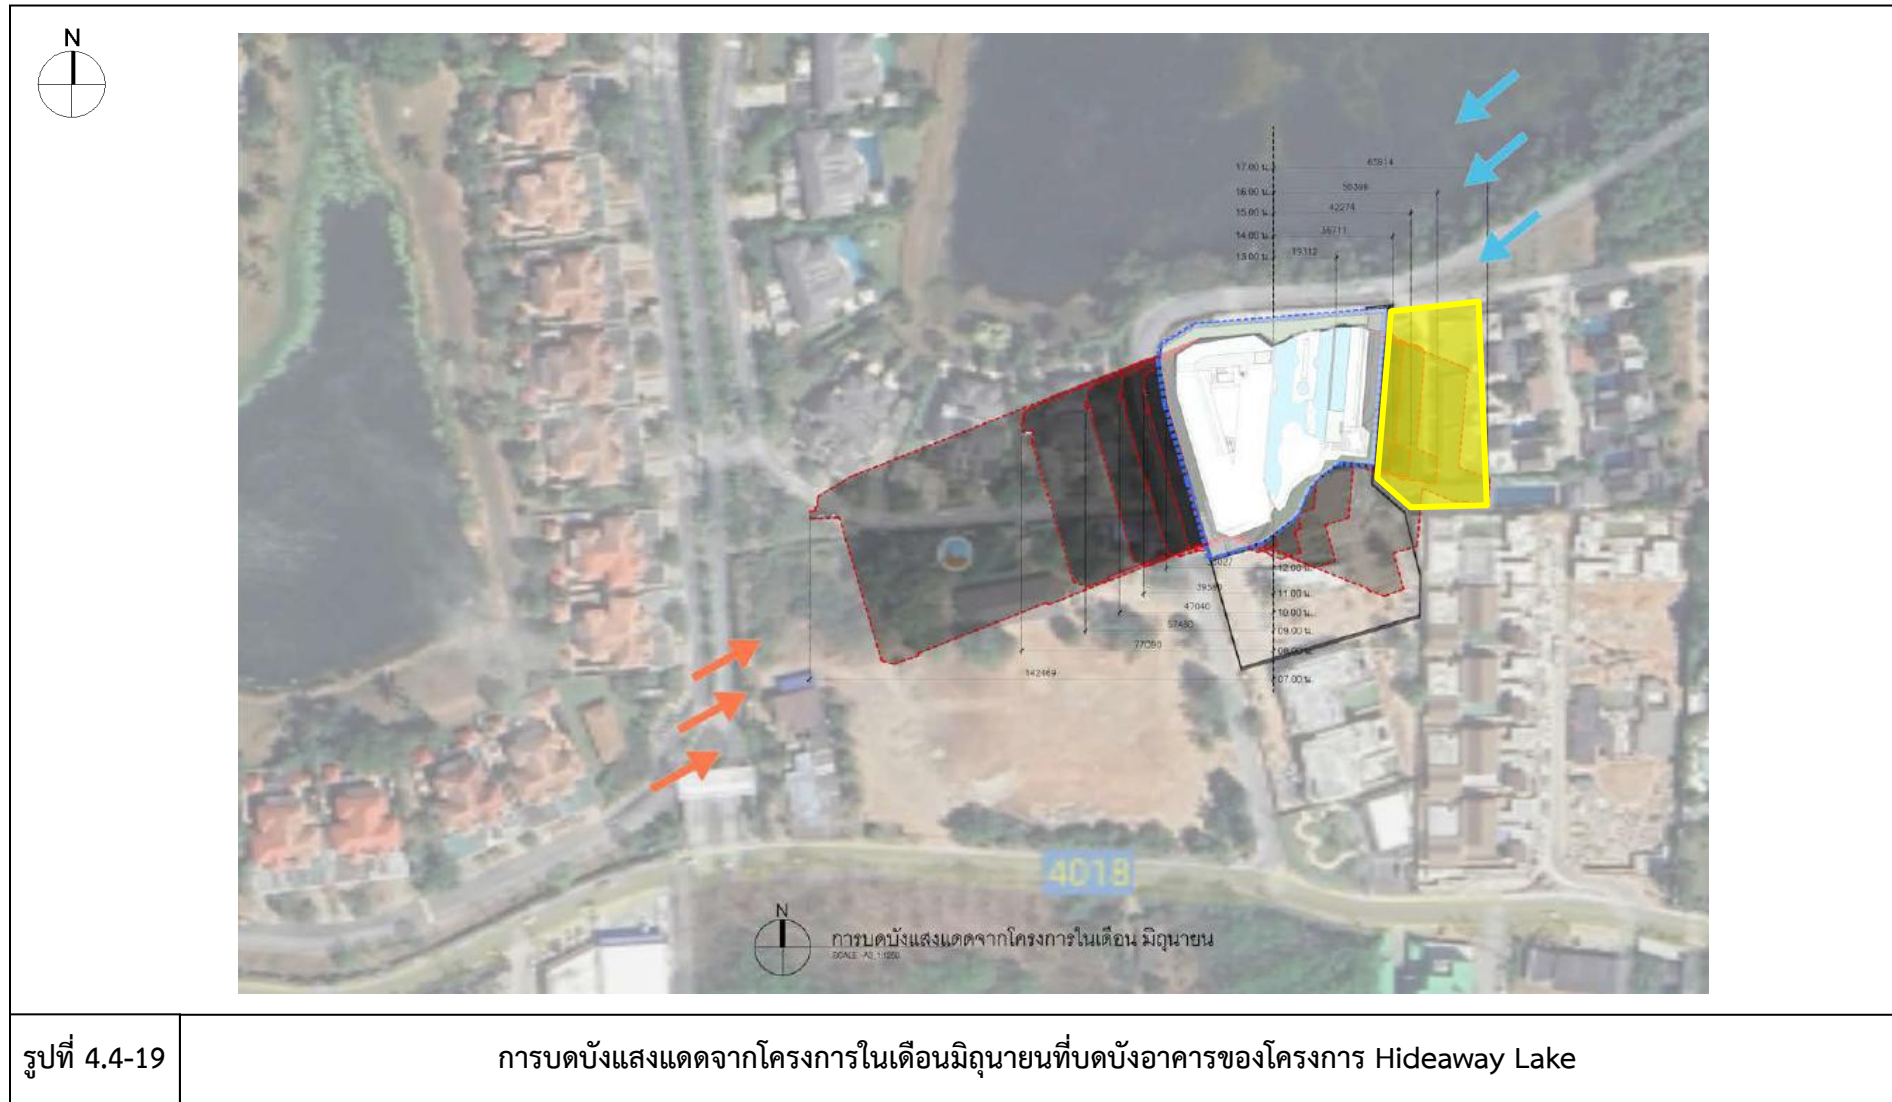 N
65814
17.00 น.
50399
16.00 น.
42274
15.00 น.
36711
14.00 น.
19312
13.00 น.
12.00 น.
11.00 น.
47040
10.00 น.
57480
09.00 น.
77090
08.00 น.
142469
07.00 น.
4018
N
การบดบังแสงแดดจากโครงการในเดือน มิถุนายน
รูปที่ 4.4-19
การบดบังแสงแดดจากโครงการในเดือนมิถุนายนที่บดบังอาคารของโครงการ Hideaway Lake